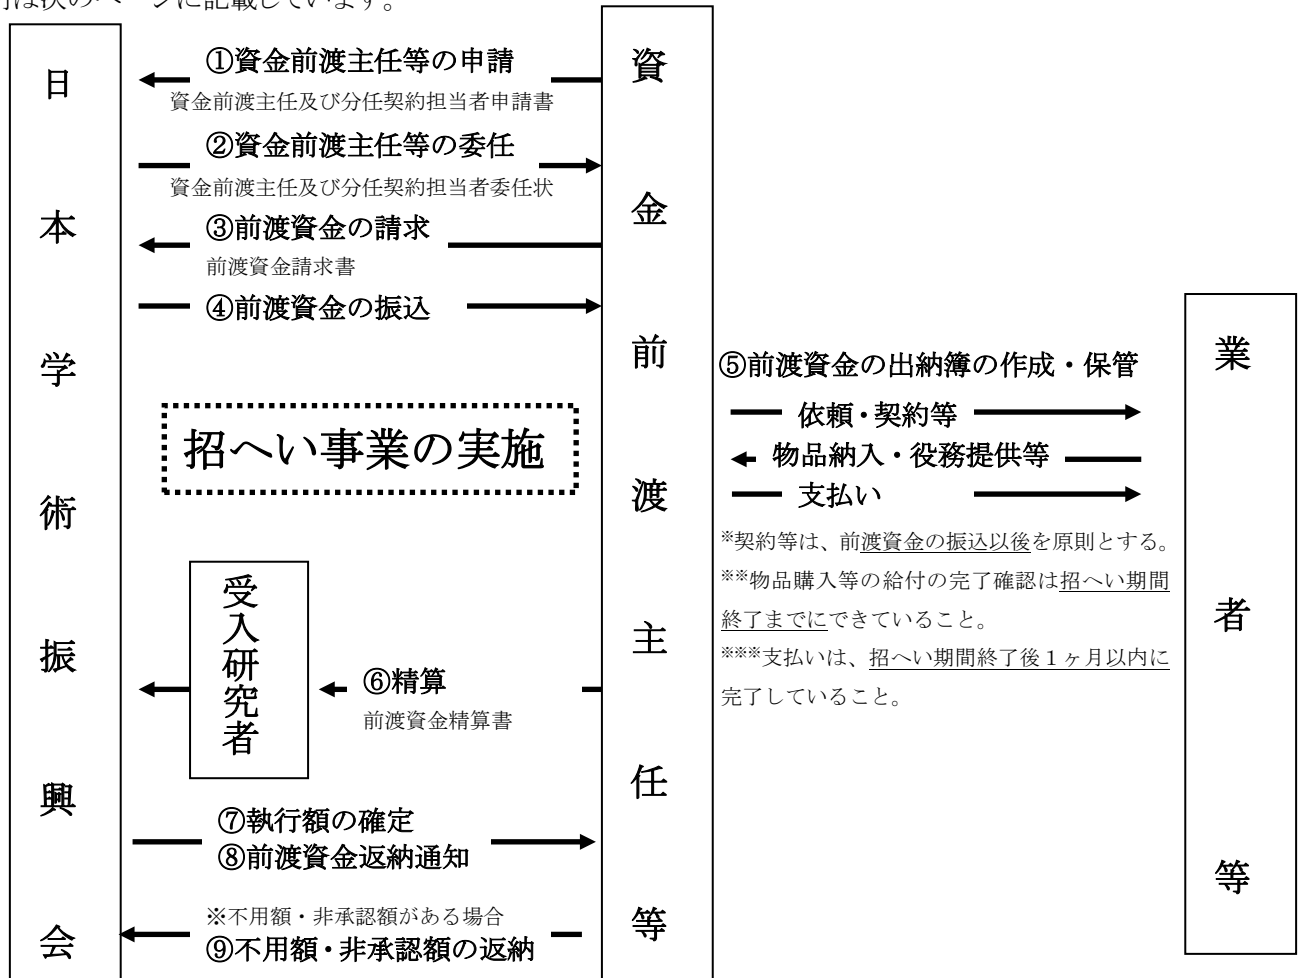 は次のページに記載しています。
日本学術振興会
①資金前渡主任等の申請
資金前渡主任及び分任契約担当者申請書
②資金前渡主任等の委任
資金前渡主任及び分任契約担当者委任状
③前渡資金の請求
前渡資金請求書
④前渡資金の振込
招へい事業の実施
受入研究者
⑥精算
前渡資金精算書
⑦執行額の確定
⑧前渡資金返納通知
※不用額・非承認額がある場合
⑨不用額・非承認額の返納
資金前渡主任等
⑤前渡資金の出納簿の作成・保管
依頼・契約等
物品納入・役務提供等
支払い
※契約等は、前渡資金の振込以後を原則とする。
※※物品購入等の給付の完了確認は招へい期間
終了までにできていること。
※※※支払いは、招へい期間終了後１ヶ月以内に
完了していること。
業者等